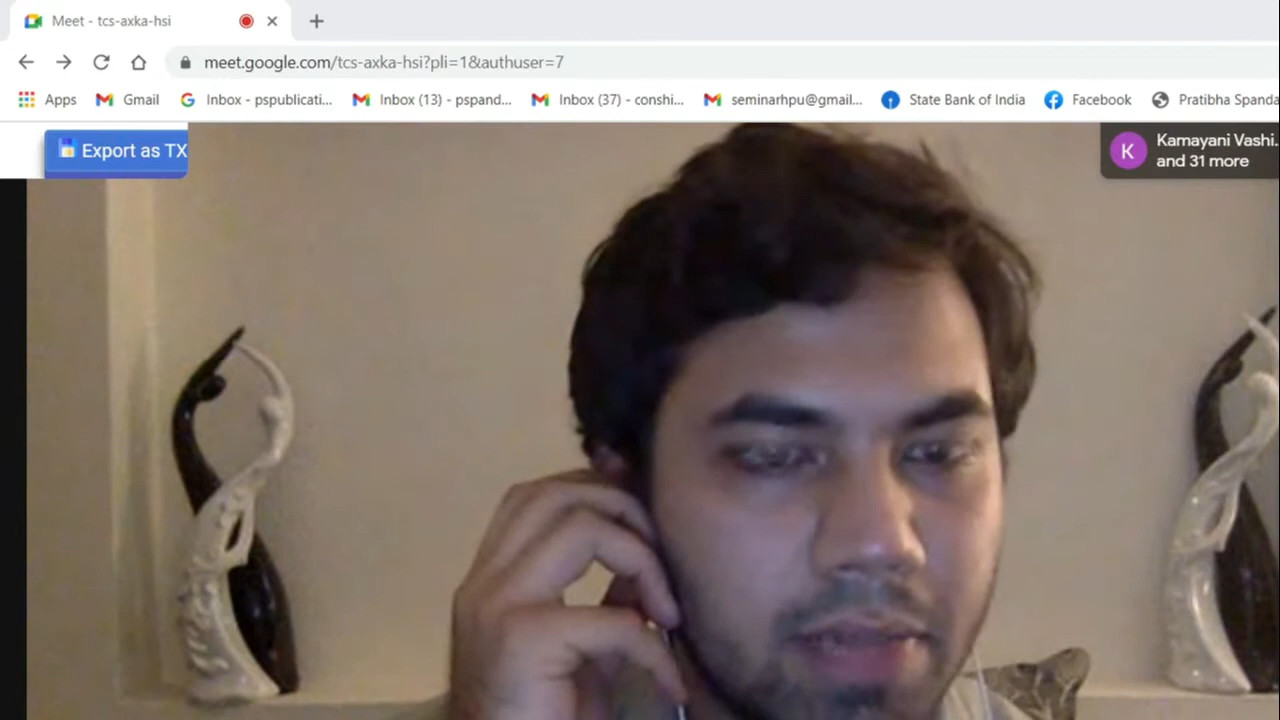 Meet - tcs-axka-hsi
meet.google.com/tcs-axka-hsi?pli=1&authuser=7
Apps Gmail Inbox - pspublicati... Inbox (13) - pspand... Inbox (37) - conshi... seminarhpu@gmail... State Bank of India Facebook Pratibha Spanda
Export as TX
K
Kamayani Vashi.
and 31 more